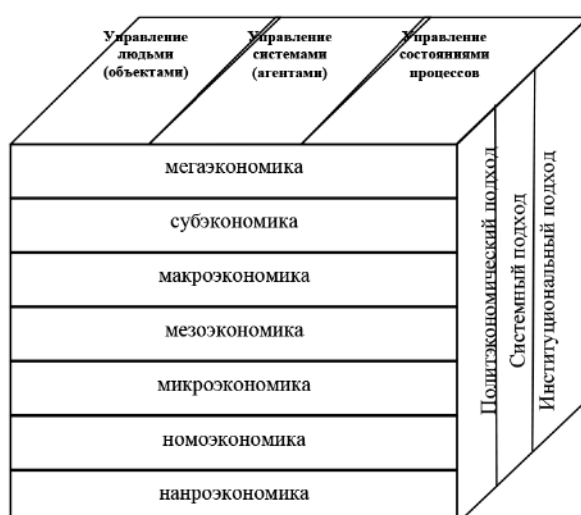 Управление
людьми
(объектами)
Управление
системами
(агентами)
Управление
состояниями
процессов
мегаэкономика
субэкономика
макроэкономика
мезоэкономика
микроэкономика
номоэкономика
нанроэкономика
Политэкономический подход
Системный подход
Институциональный подход